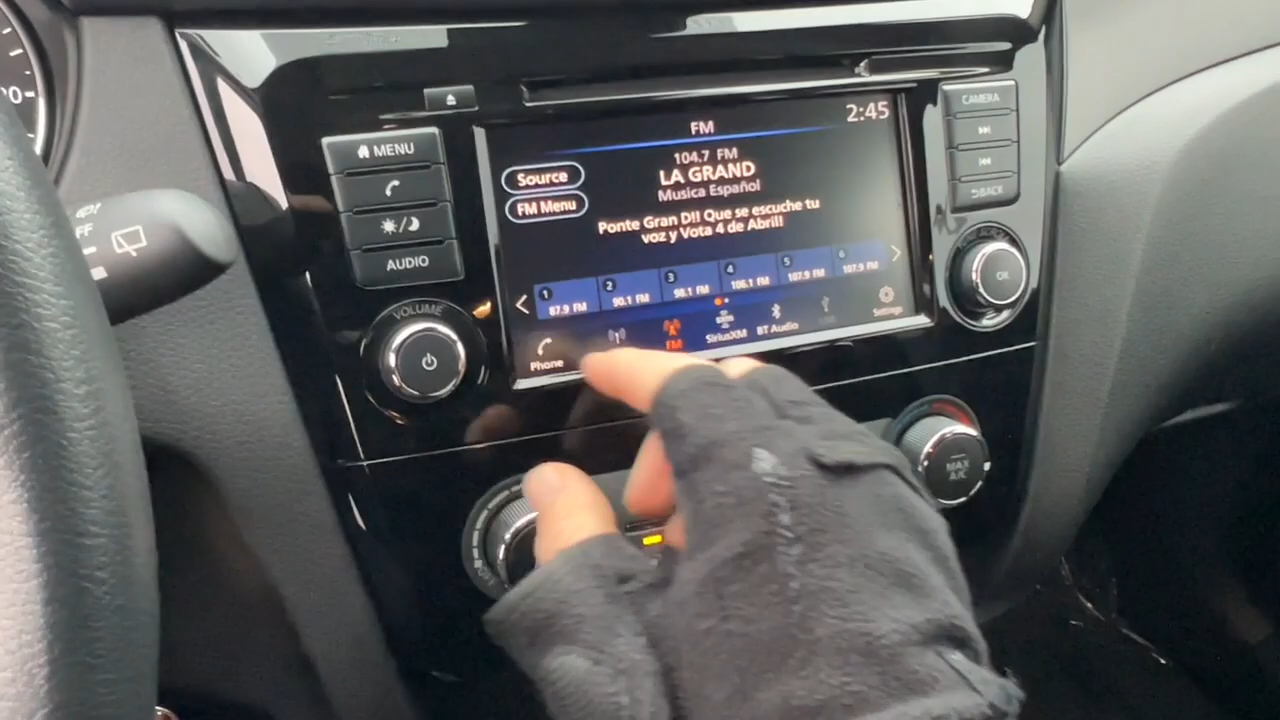 MENU
AUDIO
VOLUME
FM
2:45
Source
FM Menu
104.7 FM
LA GRAND
Musica Español
Ponte Gran D!! Que se escuche tu
voz y Vota 4 de Abril!
1 2 3 4 5 6
87.9 FM 90.1 FM 98.1 FM 106.1 FM 107.9 FM 107.9 FM
Phone FM SiriusXM BT Audio Settings
CAMERA
BACK
MAX
A/C